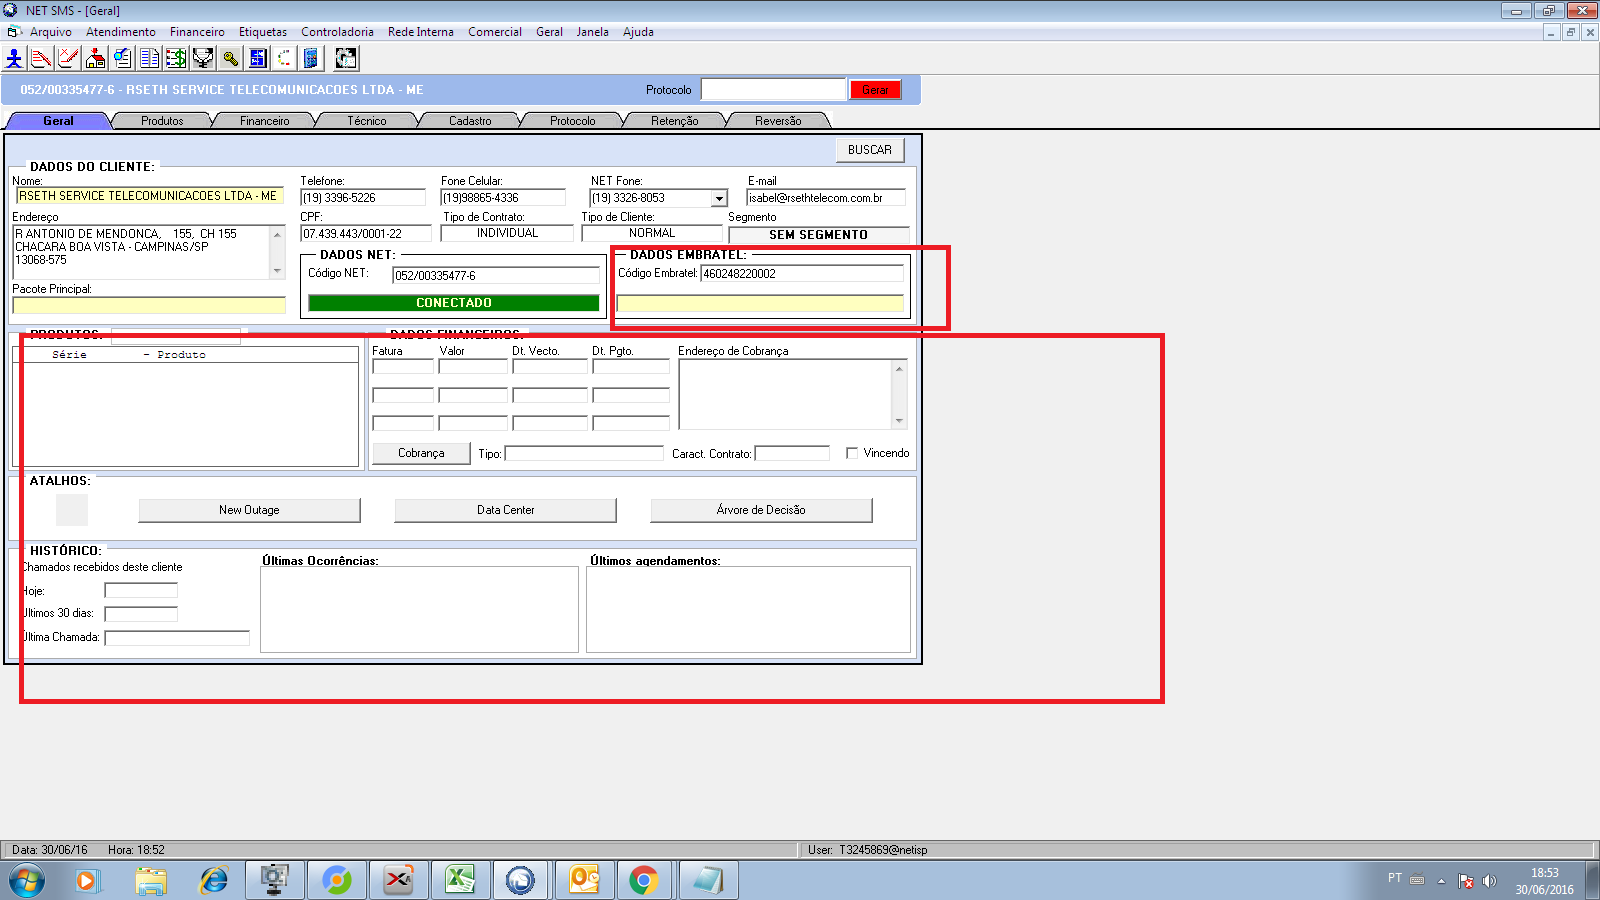 NET SMS - [Geral]
Arquivo Atendimento Financeiro Etiquetas Controladoria Rede Interna Comercial Geral Janela Ajuda
052/00335477-6 - RSETH SERVICE TELECOMUNICACOES LTDA - ME
Protocolo
Gerar
Geral Produtos Financeiro Técnico Cadastro Protocolo Retenção Reversão
BUSCAR
DADOS DO CLIENTE:
Nome: Telefone: Fone Celular: NET Fone: E-mail
RSETH SERVICE TELECOMUNICACOES LTDA - ME (19) 3396-5226 (19)98865-4336 (19) 3326-8053 isabel@rsethtelecom.com.br
Endereço CPF: Tipo de Contrato: Tipo de Cliente: Segmento
R ANTONIO DE MENDONCA, 155, CH 155
CHACARA BOA VISTA - CAMPINAS/SP
13068-575
07.439.443/0001-22 INDIVIDUAL NORMAL SEM SEGMENTO
DADOS NET:
Código NET: 052/00335477-6
CONECTADO
DADOS EMBRATEL:
Código Embratel: 460248220002
Pacote Principal:
PRODUTOS:
Série - Produto
DADOS FINANCEIROS:
Fatura Valor Dt. Vecto. Dt. Pgto. Endereço de Cobrança
Cobrança Tipo: Caract. Contrato: Vincendo
ATALHOS:
New Outage Data Center Árvore de Decisão
HISTÓRICO:
Chamados recebidos deste cliente
Hoje:
Últimos 30 dias:
Última Chamada:
Últimas Ocorrências:
Últimos agendamentos:
Data: 30/06/16 Hora: 18:52 User: T3245869@netisp
PT
18:53
30/06/2016